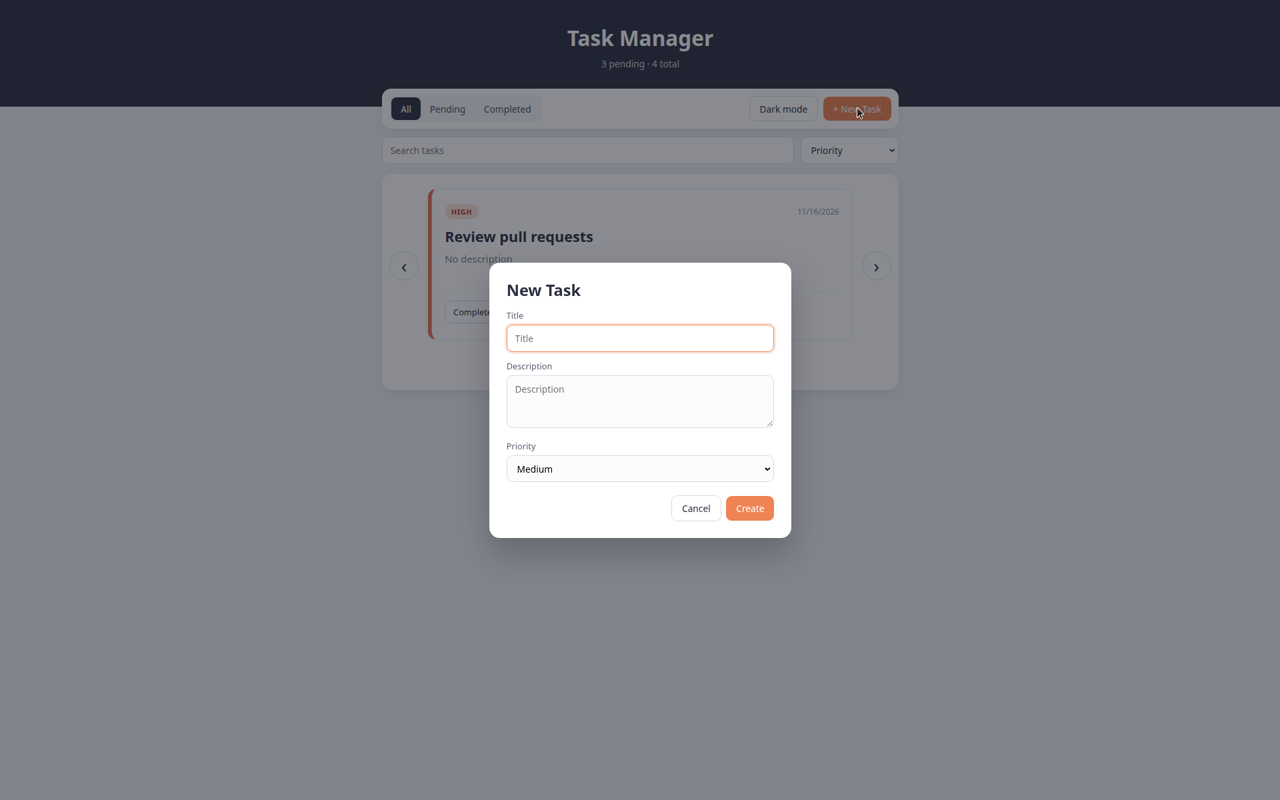 Task Manager
3 pending · 4 total
All Pending Completed Dark mode + New Task
Search tasks Priority
HIGH 11/16/2026
Review pull requests
No description
‹ ›
Complete
New Task
Title
Title
Description
Description
Priority
Medium
Cancel Create